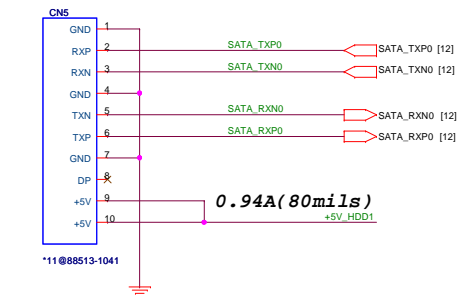 CN5
GND 1
RXP 2 SATA_TXP0 SATA_TXP0 [12]
RXN 3 SATA_TXN0 SATA_TXN0 [12]
GND 4
TXN 5 SATA_RXN0 SATA_RXN0 [12]
TXP 6 SATA_RXP0 SATA_RXP0 [12]
GND 7
DP 8
+5V 9 0.94A(80mils)
+5V 10 +5V_HDD1
*11@88513-1041